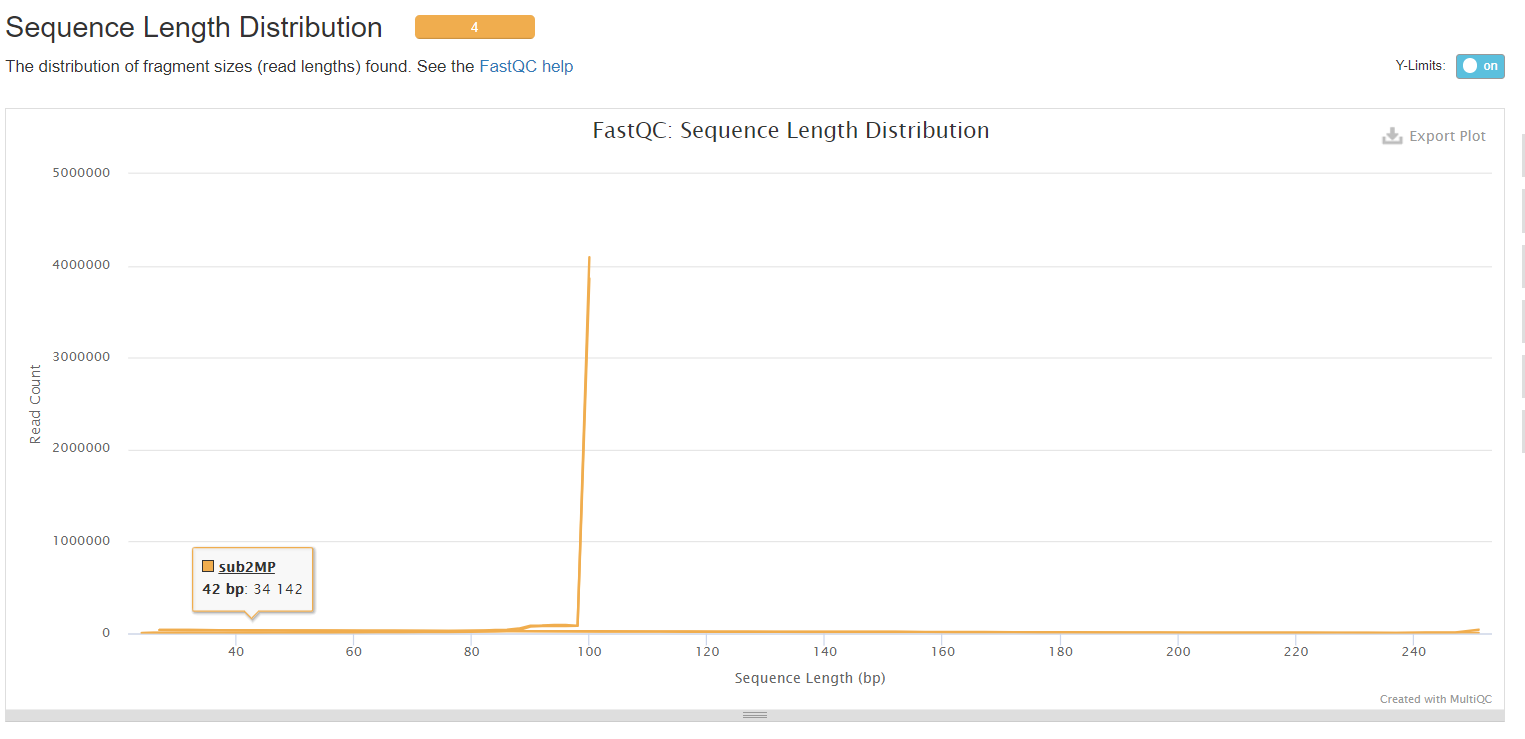 Sequence Length Distribution 4
The distribution of fragment sizes (read lengths) found. See the FastQC help
Y-Limits: on
FastQC: Sequence Length Distribution
Export Plot
5000000
4000000
3000000
2000000
1000000
0
Read Count
sub2MP
42 bp: 34 142
40 60 80 100 120 140 160 180 200 220 240
Sequence Length (bp)
Created with MultiQC